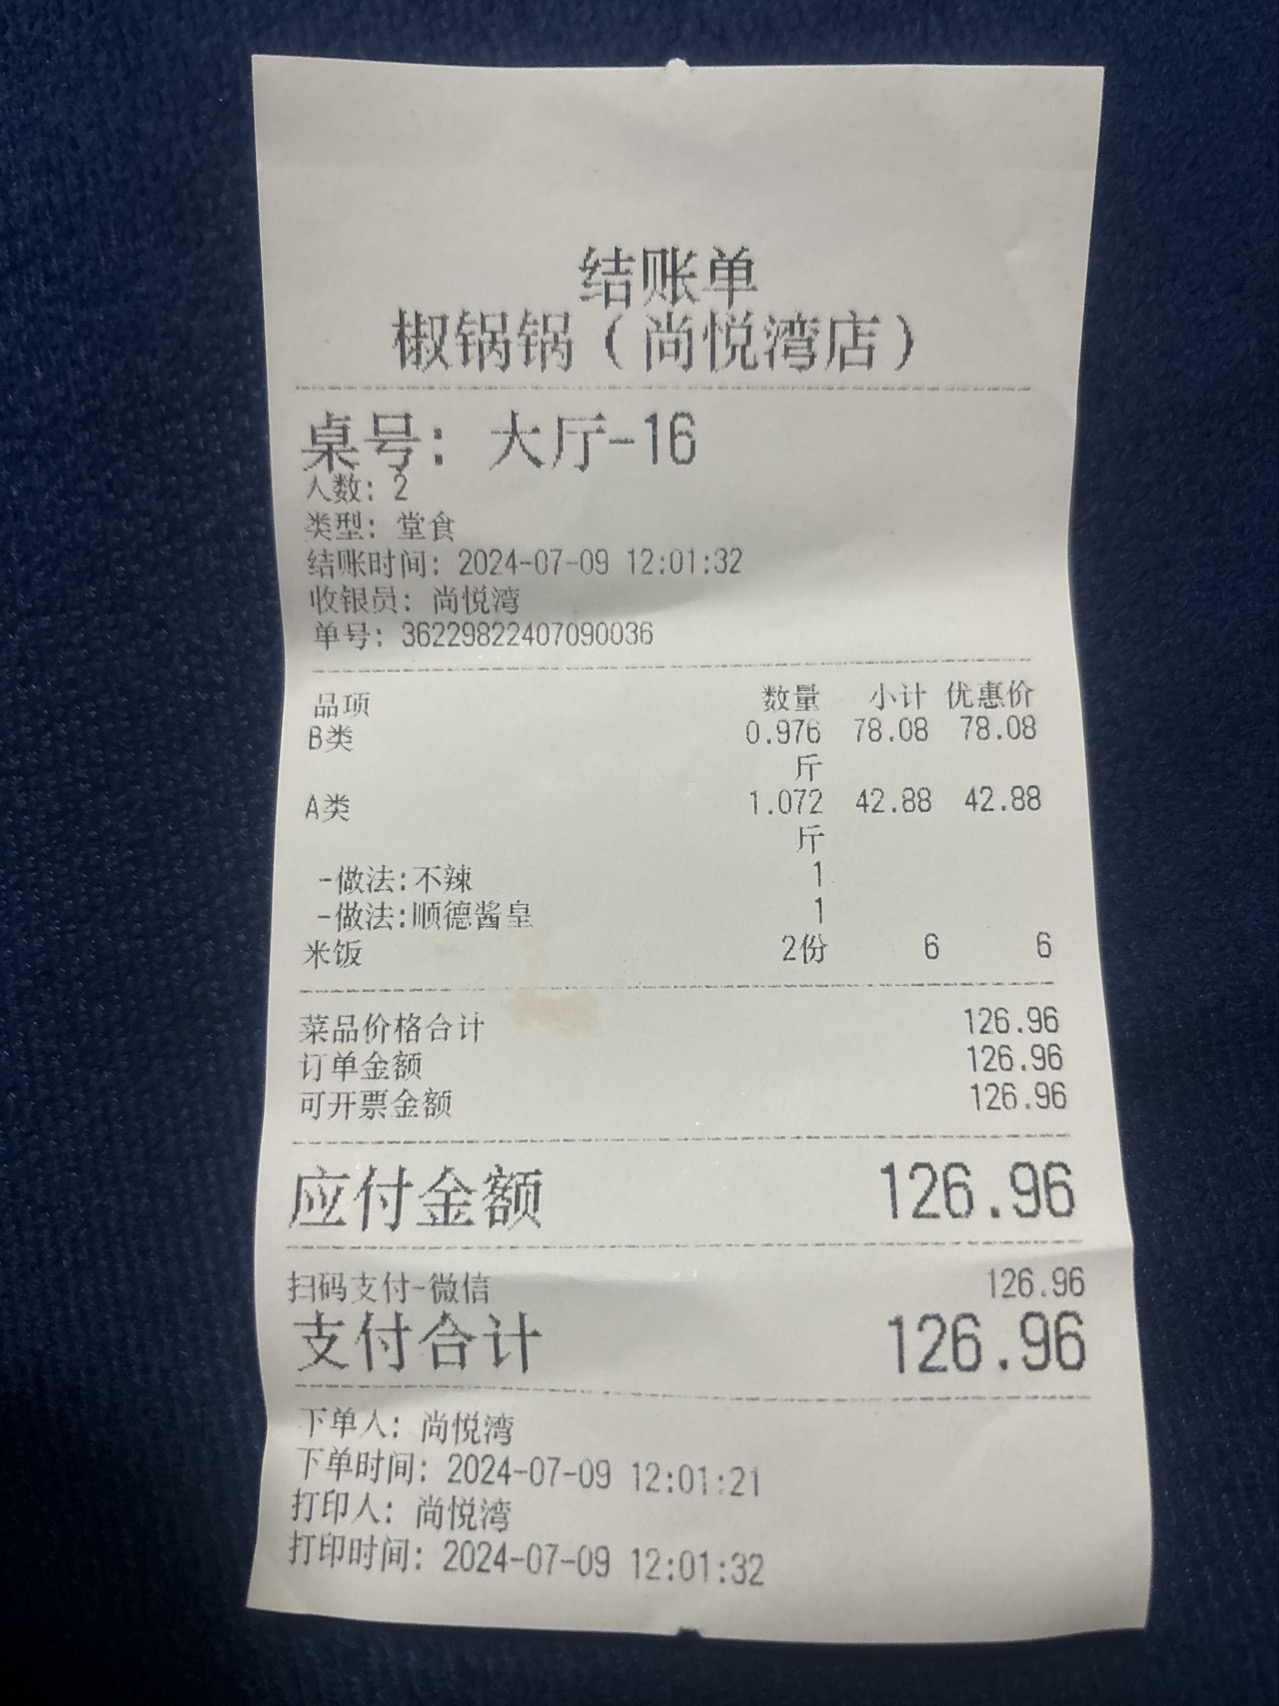 结账单
椒锅锅（尚悦湾店）
桌号: 大厅-16
人数: 2
类型: 堂食
结账时间: 2024-07-09 12:01:32
收银员: 尚悦湾
单号: 36229822407090036
品项 数量 小计 优惠价
B类 0.976 78.08 78.08
斤
A类 1.072 42.88 42.88
斤
-做法:不辣 1
-做法:顺德酱皇 1
米饭 2份 6 6
菜品价格合计 126.96
订单金额 126.96
可开票金额 126.96
应付金额 126.96
扫码支付-微信 126.96
支付合计 126.96
下单人: 尚悦湾
下单时间: 2024-07-09 12:01:21
打印人: 尚悦湾
打印时间: 2024-07-09 12:01:32